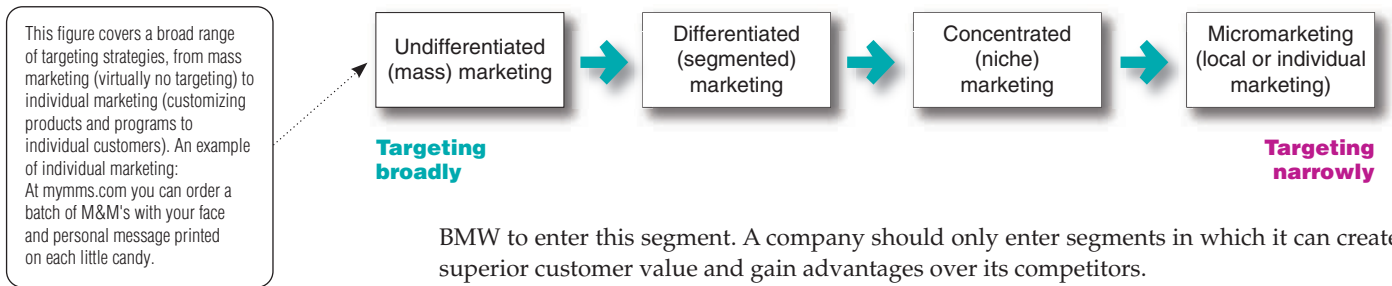 This figure covers a broad range
of targeting strategies, from mass
marketing (virtually no targeting) to
individual marketing (customizing
products and programs to
individual customers). An example
of individual marketing:
At mymms.com you can order a
batch of M&M's with your face
and personal message printed
on each little candy.
Undifferentiated
(mass) marketing
Differentiated
(segmented)
marketing
Concentrated
(niche)
marketing
Micromarketing
(local or individual
marketing)
Targeting
broadly
Targeting
narrowly
BMW to enter this segment. A company should only enter segments in which it can create
superior customer value and gain advantages over its competitors.